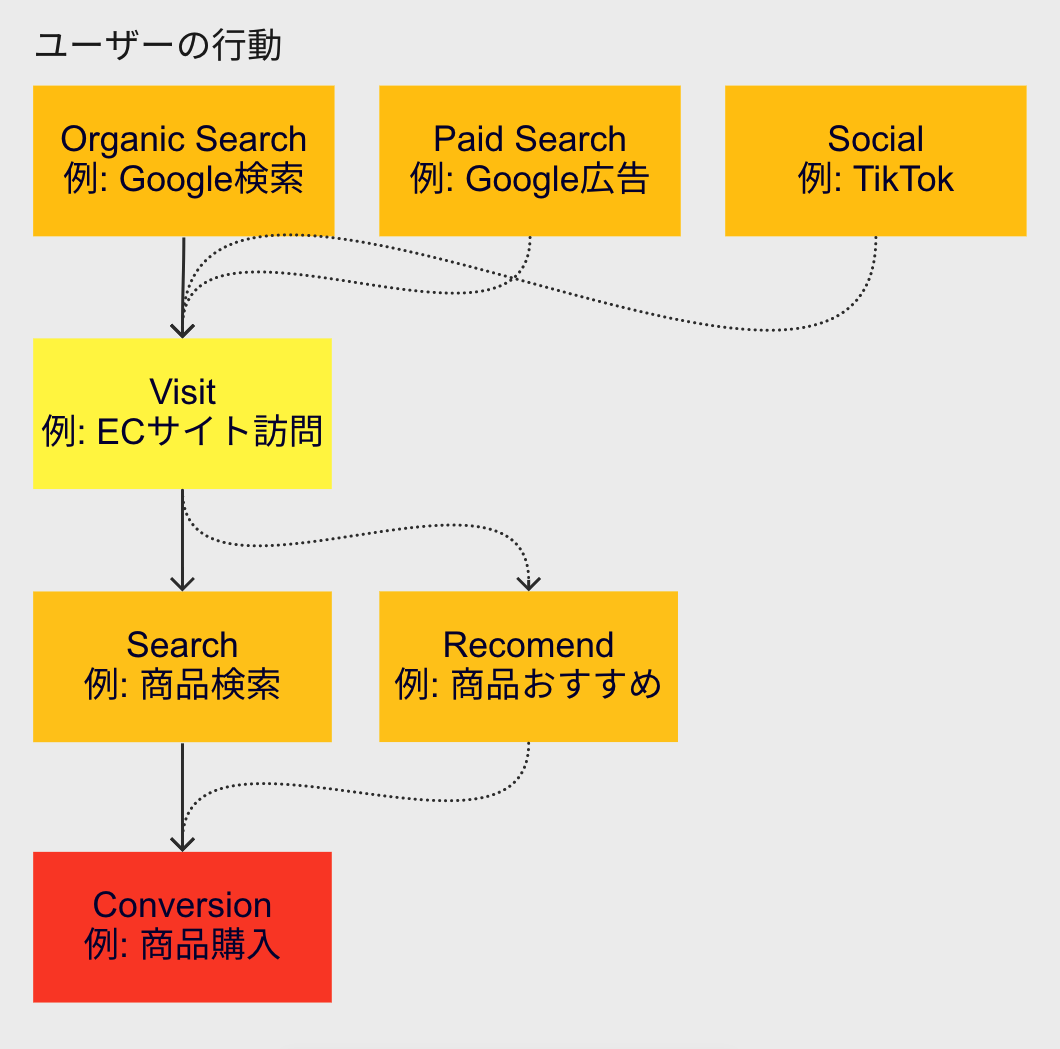 ユーザーの行動
Organic Search
例: Google検索
Paid Search
例: Google広告
Social
例: TikTok
Visit
例: ECサイト訪問
Search
例: 商品検索
Recomend
例: 商品おすすめ
Conversion
例: 商品購入